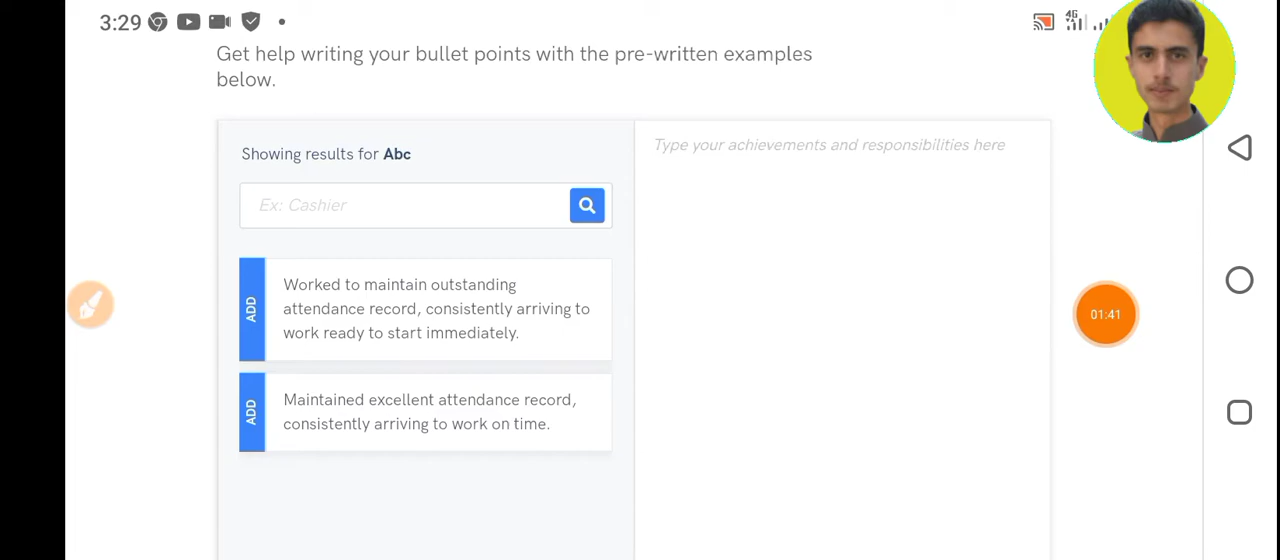 3:29
4G
Get help writing your bullet points with the pre-written examples
below.
Showing results for Abc
Ex: Cashier
ADD
Worked to maintain outstanding
attendance record, consistently arriving to
work ready to start immediately.
ADD
Maintained excellent attendance record,
consistently arriving to work on time.
Type your achievements and responsibilities here
01:41